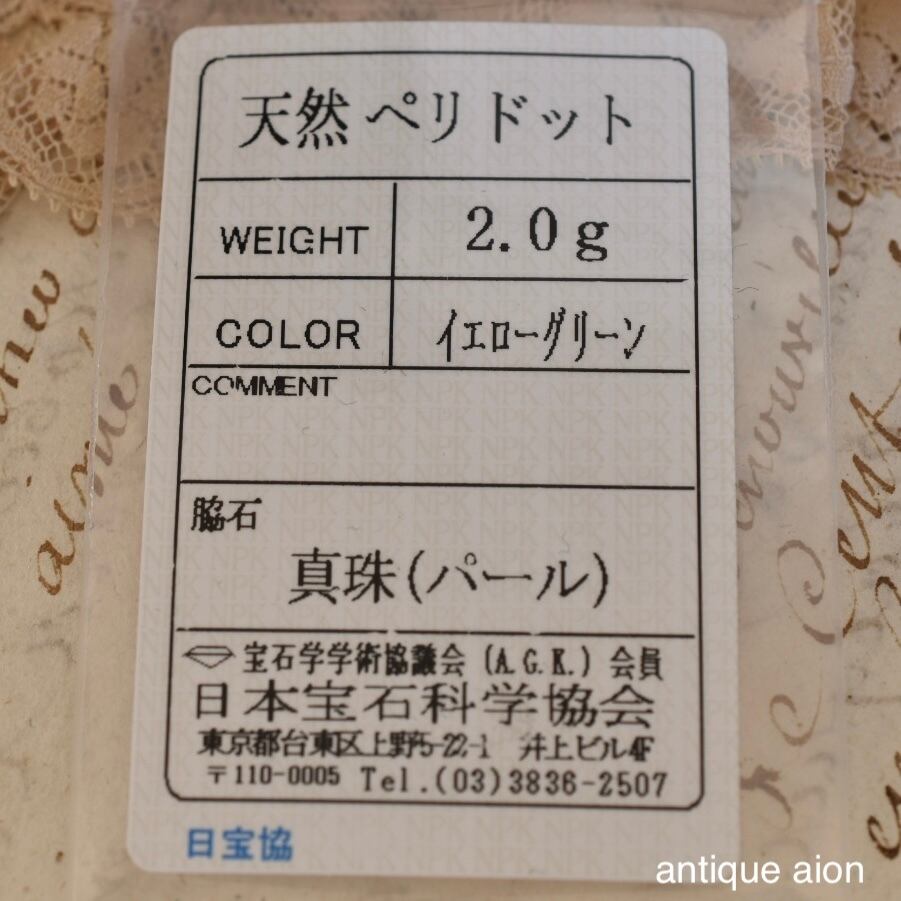 天然ペリドット
WEIGHT 2.0g
COLOR イエローグリーン
COMMENT
脇石
真珠(パール)
宝石学学術協議会 (A.G.K.) 会員
日本宝石科学協会
東京都台東区上野5-22-1 井上ビル4F
〒110-0005 Tel.(03)3836-2507
日宝協
antique aion